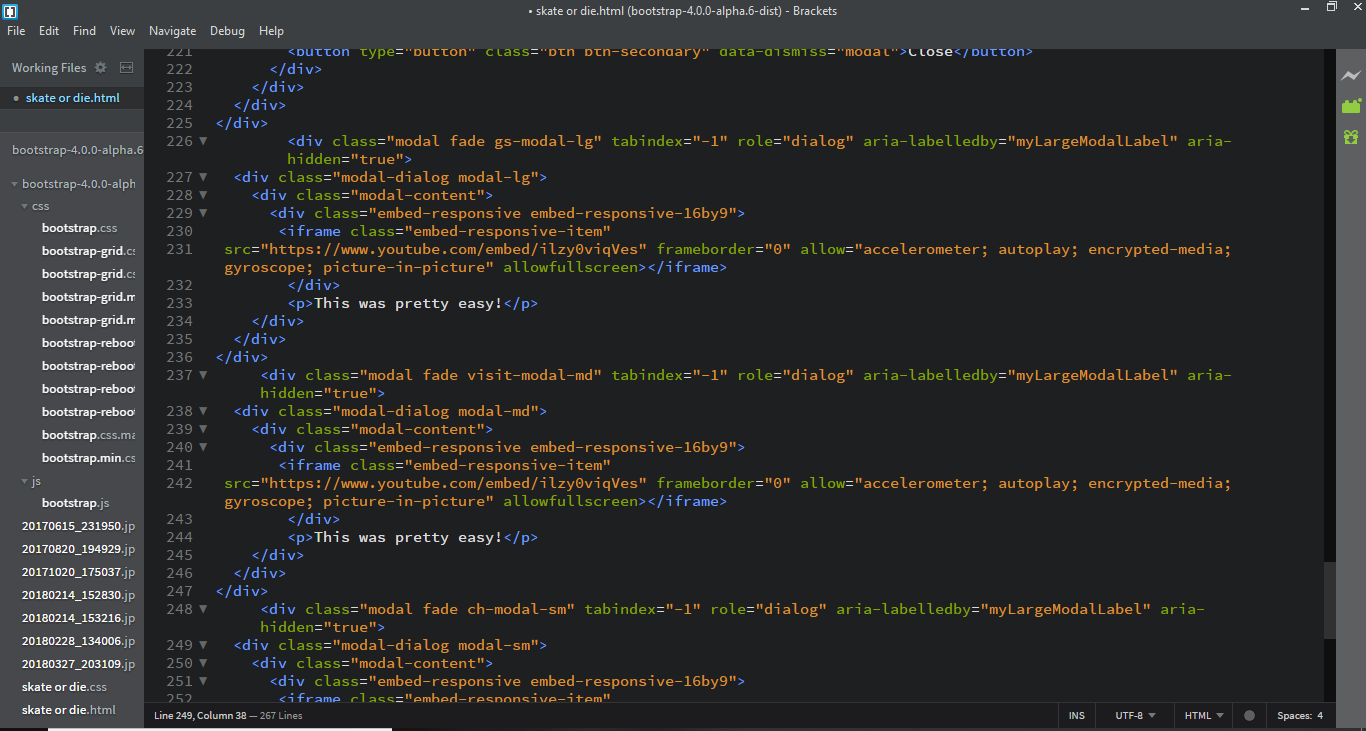 • skate or die.html (bootstrap-4.0.0-alpha.6-dist) - Brackets
File Edit Find View Navigate Debug Help
Working Files
• skate or die.html
bootstrap-4.0.0-alpha.6
bootstrap-4.0.0-alph
css
bootstrap.css
bootstrap-grid.cs
bootstrap-grid.cs
bootstrap-grid.m
bootstrap-grid.m
bootstrap-reboot
bootstrap-reboot
bootstrap-reboot
bootstrap-reboot
bootstrap.css.ma
bootstrap.min.cs
js
bootstrap.js
20170615_231950.jp
20170820_194929.jp
20171020_175037.jp
20180214_152830.jp
20180214_153216.jp
20180228_134006.jp
20180327_203109.jp
skate or die.css
skate or die.html
221 <button type="button" class="btn btn-secondary" data-dismiss="modal">Close</button>
222 </div>
223 </div>
224 </div>
225 </div>
226 <div class="modal fade gs-modal-lg" tabindex="-1" role="dialog" aria-labelledby="myLargeModalLabel" aria-
hidden="true">
227 <div class="modal-dialog modal-lg">
228 <div class="modal-content">
229 <div class="embed-responsive embed-responsive-16by9">
230 <iframe class="embed-responsive-item"
231 src="https://www.youtube.com/embed/ilzy0viqVes" frameborder="0" allow="accelerometer; autoplay; encrypted-media;
gyroscope; picture-in-picture" allowfullscreen></iframe>
232 </div>
233 <p>This was pretty easy!</p>
234 </div>
235 </div>
236 </div>
237 <div class="modal fade visit-modal-md" tabindex="-1" role="dialog" aria-labelledby="myLargeModalLabel" aria-
hidden="true">
238 <div class="modal-dialog modal-md">
239 <div class="modal-content">
240 <div class="embed-responsive embed-responsive-16by9">
241 <iframe class="embed-responsive-item"
242 src="https://www.youtube.com/embed/ilzy0viqVes" frameborder="0" allow="accelerometer; autoplay; encrypted-media;
gyroscope; picture-in-picture" allowfullscreen></iframe>
243 </div>
244 <p>This was pretty easy!</p>
245 </div>
246 </div>
247 </div>
248 <div class="modal fade ch-modal-sm" tabindex="-1" role="dialog" aria-labelledby="myLargeModalLabel" aria-
hidden="true">
249 <div class="modal-dialog modal-sm">
250 <div class="modal-content">
251 <div class="embed-responsive embed-responsive-16by9">
252 <iframe class="embed-responsive-item"
Line 249, Column 38 — 267 Lines
INS UTF-8 HTML Spaces: 4